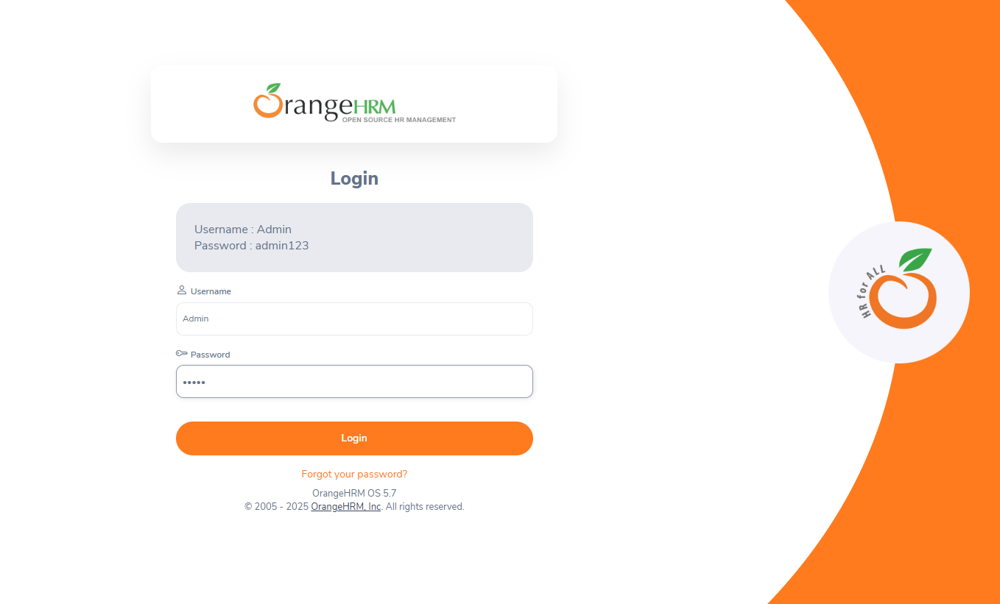 OrangeHRM
OPEN SOURCE HR MANAGEMENT
Login
Username : Admin
Password : admin123
Username
Admin
Password
•••••
Login
Forgot your password?
OrangeHRM OS 5.7
© 2005 - 2025 OrangeHRM, Inc. All rights reserved.
HR for ALL